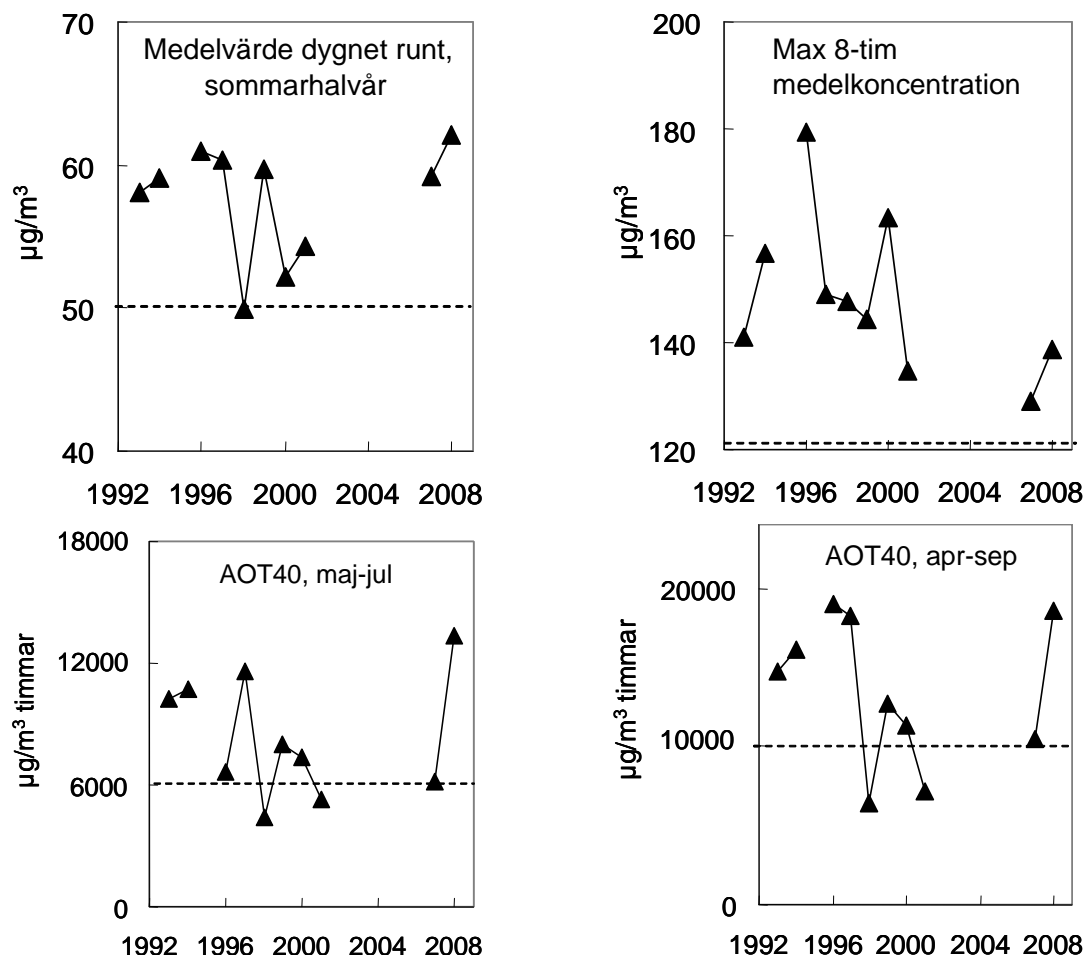 70
60
50
40
µg/m³
Medelvärde dygnet runt,
sommarhalvår
1992 1996 2000 2004 2008
200
180
160
140
120
µg/m³
Max 8-tim
medelkoncentration
1992 1996 2000 2004 2008
18000
12000
6000
0
µg/m³ timmar
AOT40, maj-jul
1992 1996 2000 2004 2008
20000
10000
0
µg/m³ timmar
AOT40, apr-sep
1992 1996 2000 2004 2008